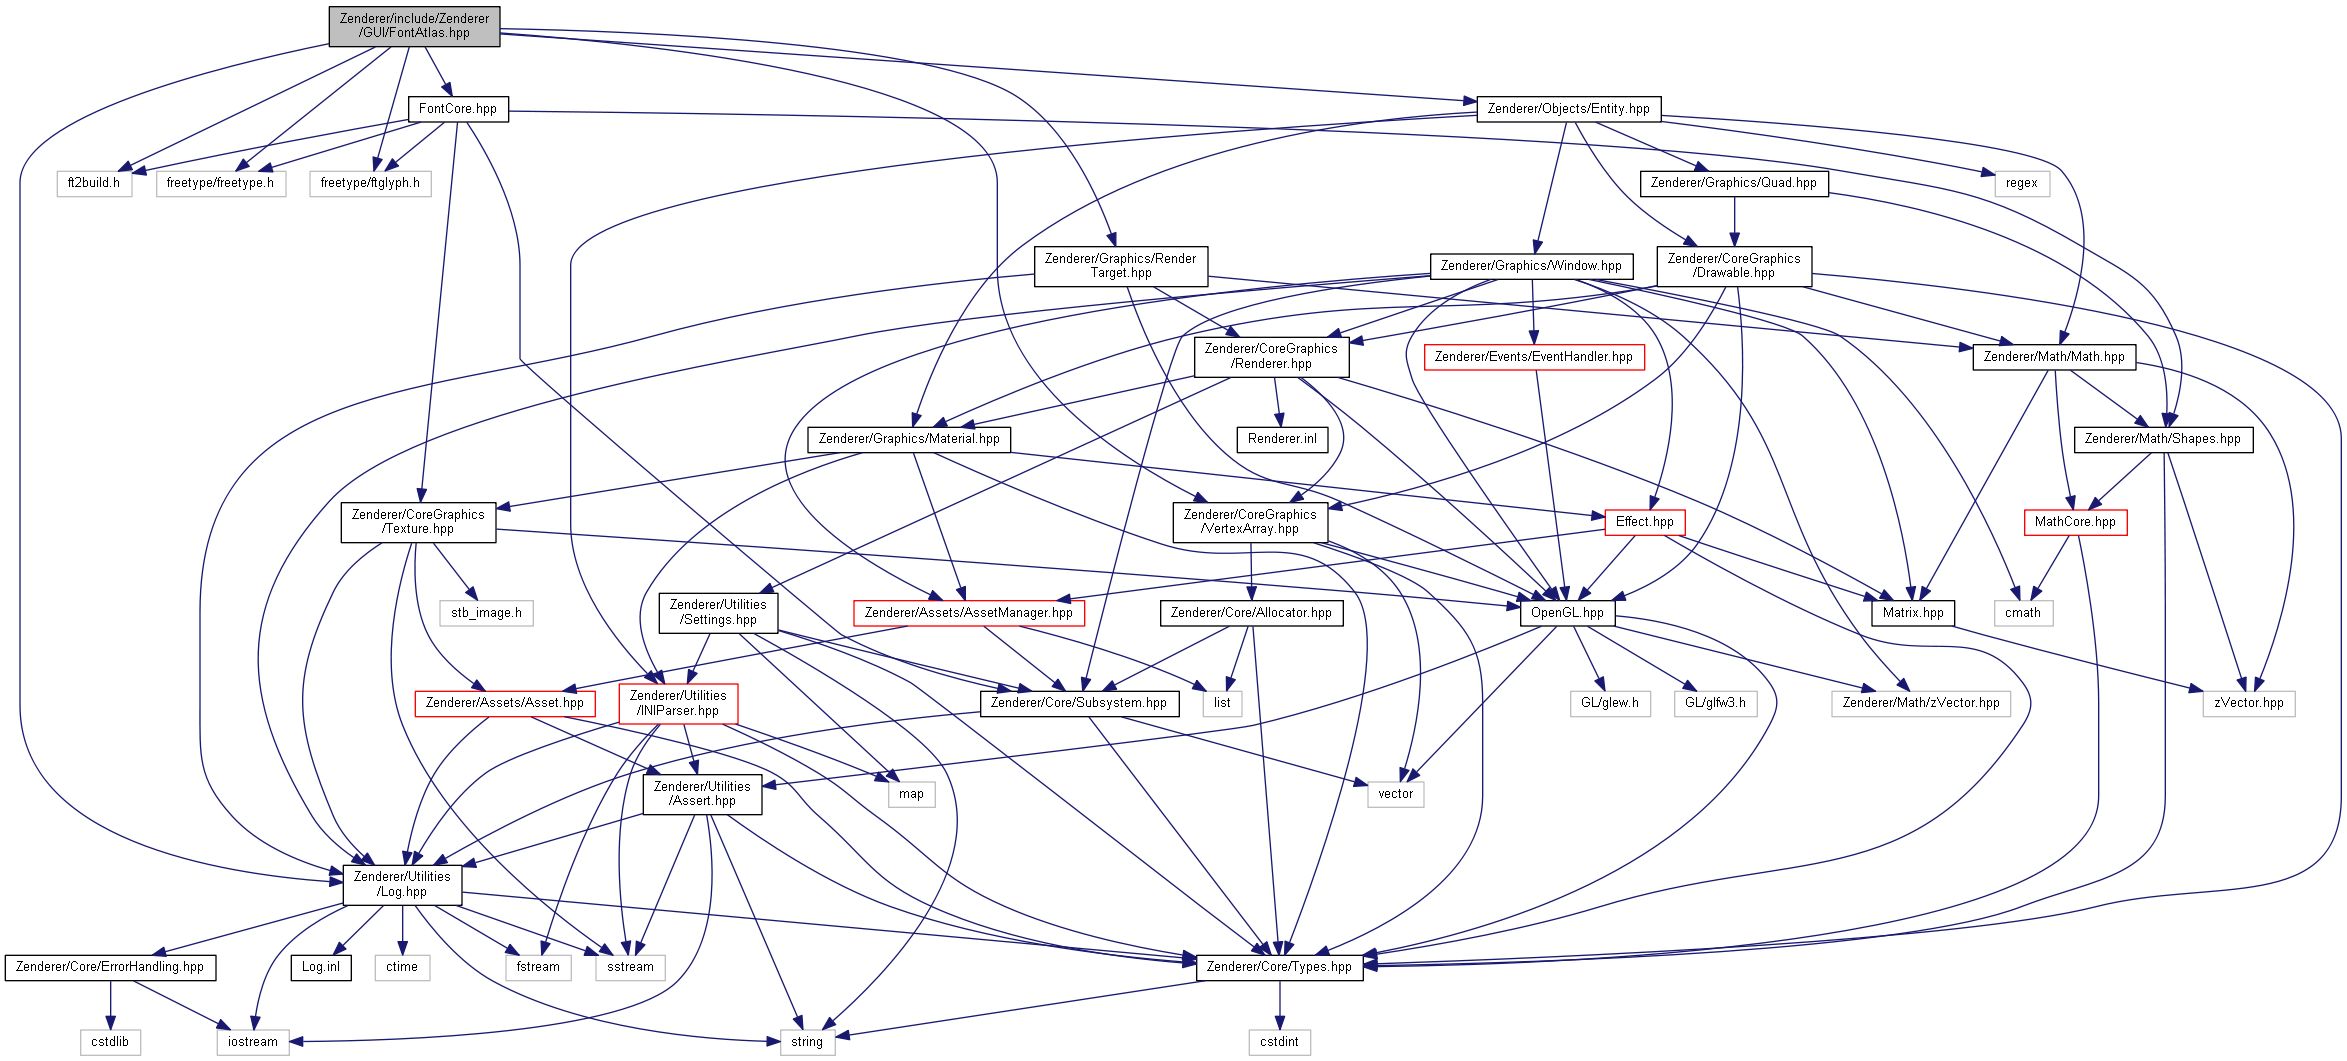 Zenderer/include/Zenderer
/GUI/FontAtlas.hpp
FontCore.hpp
Zenderer/Objects/Entity.hpp
ft2build.h
freetype/freetype.h
freetype/ftglyph.h
Zenderer/Graphics/Quad.hpp
regex
Zenderer/Graphics/Render
Target.hpp
Zenderer/Graphics/Window.hpp
Zenderer/CoreGraphics
/Drawable.hpp
Zenderer/CoreGraphics
/Renderer.hpp
Zenderer/Events/EventHandler.hpp
Zenderer/Math/Math.hpp
Zenderer/Graphics/Material.hpp
Renderer.inl
Zenderer/Math/Shapes.hpp
Zenderer/CoreGraphics
/Texture.hpp
Zenderer/CoreGraphics
/VertexArray.hpp
Effect.hpp
MathCore.hpp
stb_image.h
Zenderer/Utilities
/Settings.hpp
Zenderer/Assets/AssetManager.hpp
Zenderer/Core/Allocator.hpp
OpenGL.hpp
Matrix.hpp
cmath
Zenderer/Assets/Asset.hpp
Zenderer/Utilities
/INIParser.hpp
Zenderer/Core/Subsystem.hpp
list
GL/glew.h
GL/glfw3.h
Zenderer/Math/zVector.hpp
zVector.hpp
Zenderer/Utilities
/Assert.hpp
map
vector
Zenderer/Utilities
/Log.hpp
Zenderer/Core/ErrorHandling.hpp
Log.inl
ctime
fstream
sstream
Zenderer/Core/Types.hpp
cstdlib
iostream
string
cstdint